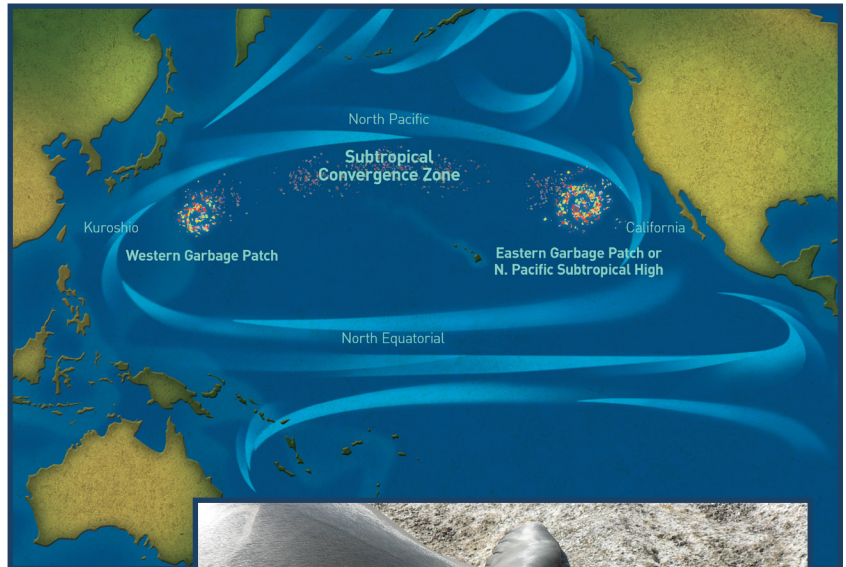 North Pacific
Subtropical
Convergence Zone
Kuroshio
California
Western Garbage Patch
Eastern Garbage Patch or
N. Pacific Subtropical High
North Equatorial